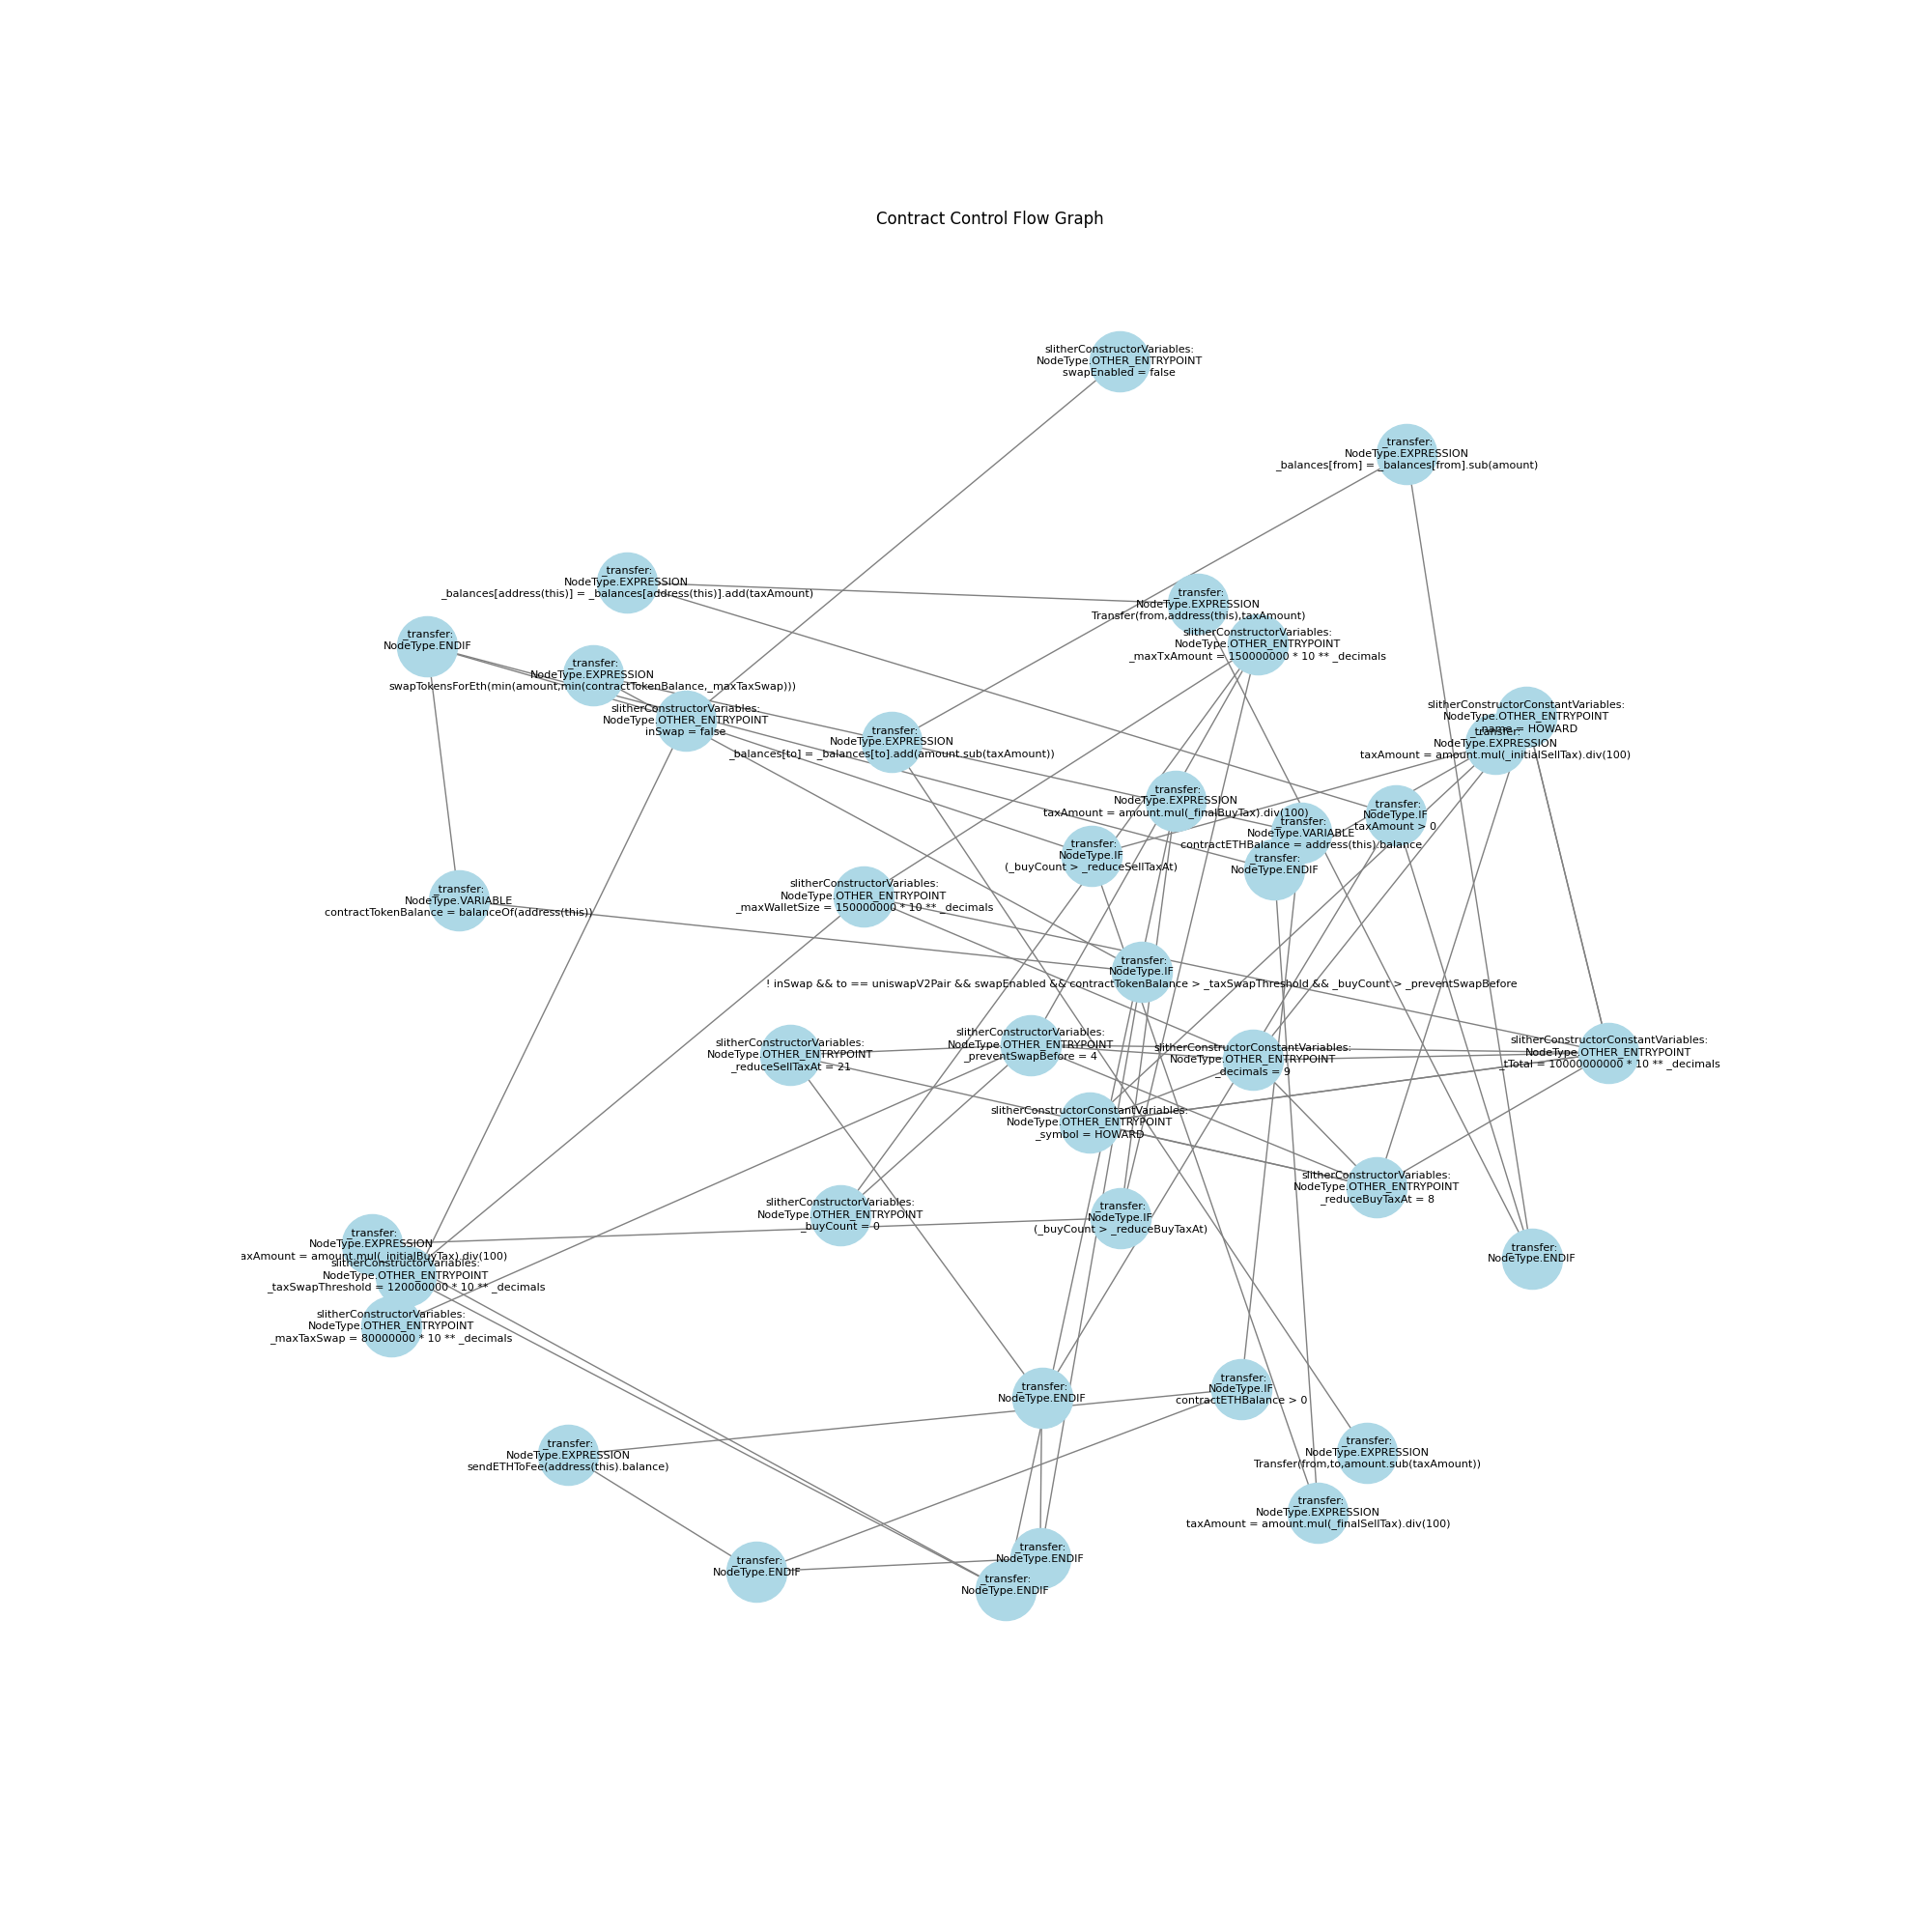 Contract Control Flow Graph
slitherConstructorVariables:
NodeType.OTHER_ENTRYPOINT
swapEnabled = false
_transfer:
NodeType.EXPRESSION
_balances[from] = _balances[from].sub(amount)
_transfer:
NodeType.EXPRESSION
_balances[address(this)] = _balances[address(this)].add(taxAmount)
_transfer:
NodeType.EXPRESSION
Transfer(from,address(this),taxAmount)
_transfer:
NodeType.ENDIF
slitherConstructorVariables:
NodeType.OTHER_ENTRYPOINT
_maxTxAmount = 150000000 * 10 ** _decimals
_transfer:
NodeType.EXPRESSION
swapTokensForEth(min(amount,min(contractTokenBalance,_maxTaxSwap)))
slitherConstructorVariables:
NodeType.OTHER_ENTRYPOINT
inSwap = false
slitherConstructorConstantVariables:
NodeType.OTHER_ENTRYPOINT
_name = HOWARD
_transfer:
NodeType.EXPRESSION
_balances[to] = _balances[to].add(amount.sub(taxAmount))
_transfer:
NodeType.EXPRESSION
taxAmount = amount.mul(_initialSellTax).div(100)
_transfer:
NodeType.EXPRESSION
taxAmount = amount.mul(_finalBuyTax).div(100)
_transfer:
NodeType.IF
taxAmount > 0
_transfer:
NodeType.VARIABLE
contractETHBalance = address(this).balance
_transfer:
NodeType.IF
(_buyCount > _reduceSellTaxAt)
_transfer:
NodeType.ENDIF
_transfer:
NodeType.VARIABLE
contractTokenBalance = balanceOf(address(this))
slitherConstructorVariables:
NodeType.OTHER_ENTRYPOINT
_maxWalletSize = 150000000 * 10 ** _decimals
_transfer:
NodeType.IF
! inSwap && to == uniswapV2Pair && swapEnabled && contractTokenBalance > _taxSwapThreshold && _buyCount > _preventSwapBefore
slitherConstructorVariables:
NodeType.OTHER_ENTRYPOINT
_reduceSellTaxAt = 21
slitherConstructorVariables:
NodeType.OTHER_ENTRYPOINT
_preventSwapBefore = 4
slitherConstructorConstantVariables:
NodeType.OTHER_ENTRYPOINT
_decimals = 9
slitherConstructorConstantVariables:
NodeType.OTHER_ENTRYPOINT
_tTotal = 10000000000 * 10 ** _decimals
slitherConstructorConstantVariables:
NodeType.OTHER_ENTRYPOINT
_symbol = HOWARD
slitherConstructorVariables:
NodeType.OTHER_ENTRYPOINT
_reduceBuyTaxAt = 8
slitherConstructorVariables:
NodeType.OTHER_ENTRYPOINT
_buyCount = 0
_transfer:
NodeType.IF
(_buyCount > _reduceBuyTaxAt)
_transfer:
NodeType.EXPRESSION
axAmount = amount.mul(_initialBuyTax).div(100)
_transfer:
NodeType.ENDIF
slitherConstructorVariables:
NodeType.OTHER_ENTRYPOINT
_taxSwapThreshold = 120000000 * 10 ** _decimals
slitherConstructorVariables:
NodeType.OTHER_ENTRYPOINT
_maxTaxSwap = 80000000 * 10 ** _decimals
_transfer:
NodeType.ENDIF
_transfer:
NodeType.IF
contractETHBalance > 0
_transfer:
NodeType.EXPRESSION
sendETHToFee(address(this).balance)
_transfer:
NodeType.EXPRESSION
Transfer(from,to,amount.sub(taxAmount))
_transfer:
NodeType.EXPRESSION
taxAmount = amount.mul(_finalSellTax).div(100)
_transfer:
NodeType.ENDIF
_transfer:
NodeType.ENDIF
_transfer:
NodeType.ENDIF